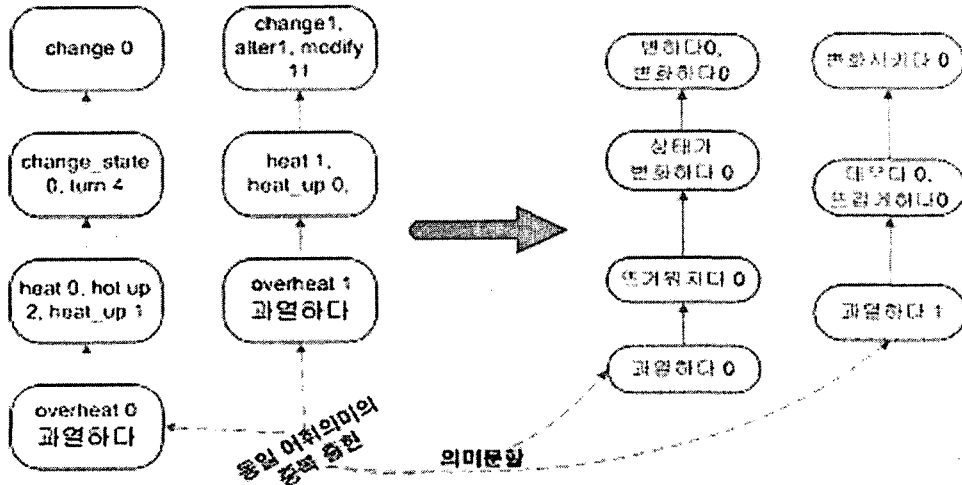 change 0
change_state
0, turn 4
heat 0, hot up
2, heat_up 1
overheat 0
과열하다
change1,
alter1, modify
11
heat 1,
heat_up 0,
overheat 1
과열하다
동일 어휘의미의
중복 출현
의미분할
변하다0,
변화하다0
상태가
변화하다 0
뜨거워지다 0
과열하다 0
변화시키다 0
데우다 0,
뜨겁게하다0
과열하다 1